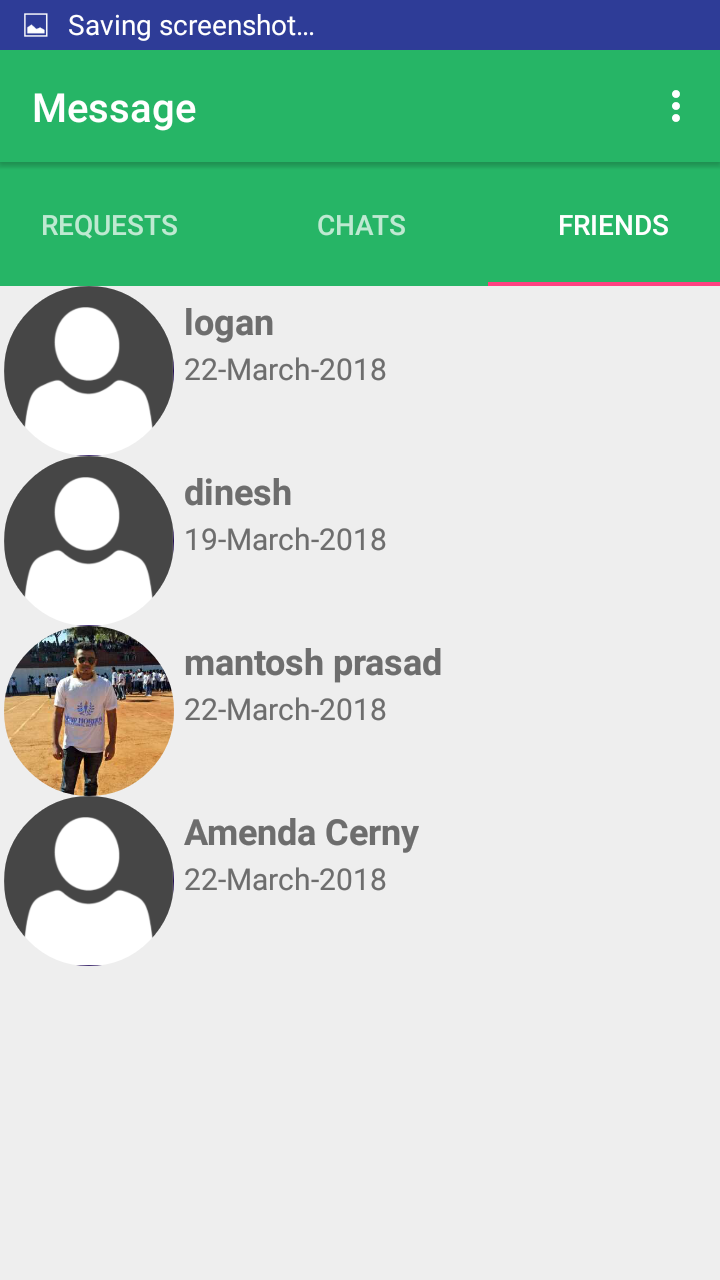 Saving screenshot...
Message
REQUESTS
CHATS
FRIENDS
logan
22-March-2018
dinesh
19-March-2018
mantosh prasad
22-March-2018
Amenda Cerny
22-March-2018